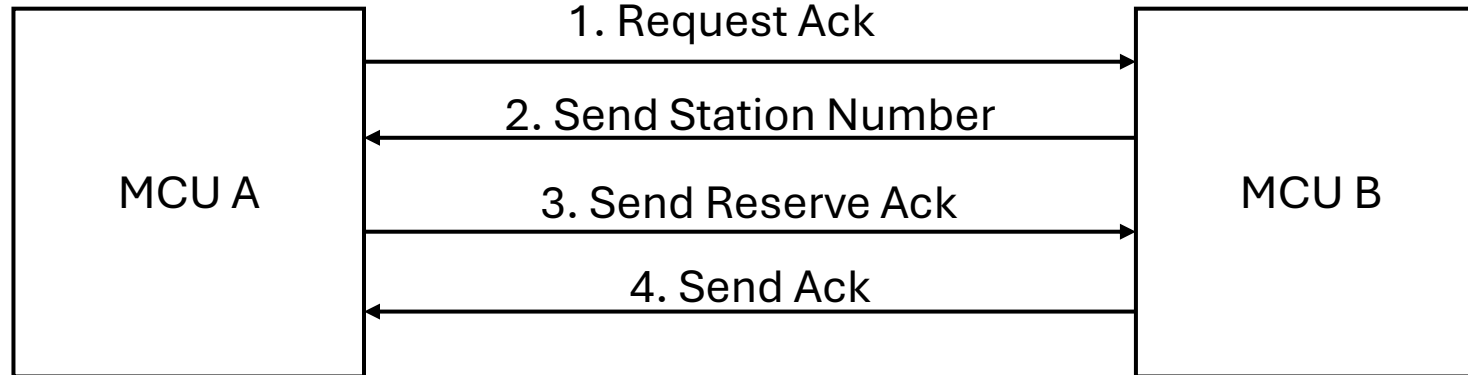 1. Request Ack
2. Send Station Number
MCU A
3. Send Reserve Ack
MCU B
4. Send Ack